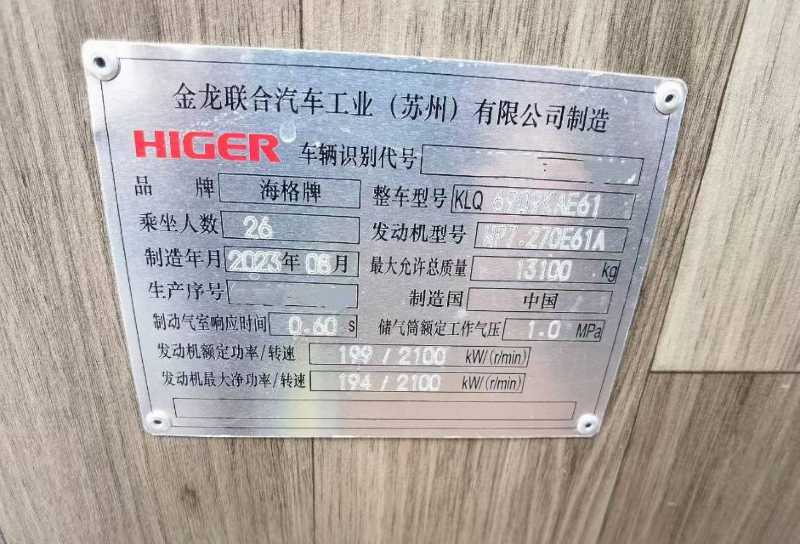 金龙联合汽车工业（苏州）有限公司制造
HIGER 车辆识别代号
品 牌 海格牌 整车型号 KLQ 6909KAE61
乘坐人数 26 发动机型号 WP7.270E61A
制造年月 2023年 08月 最大允许总质量 13100 kg
生产序号 制造国 中国
制动气室响应时间 0.60 s 储气筒额定工作气压 1.0 MPa
发动机额定功率/转速 199 / 2100 kW/(r/min)
发动机最大净功率/转速 194 / 2100 kW/(r/min)